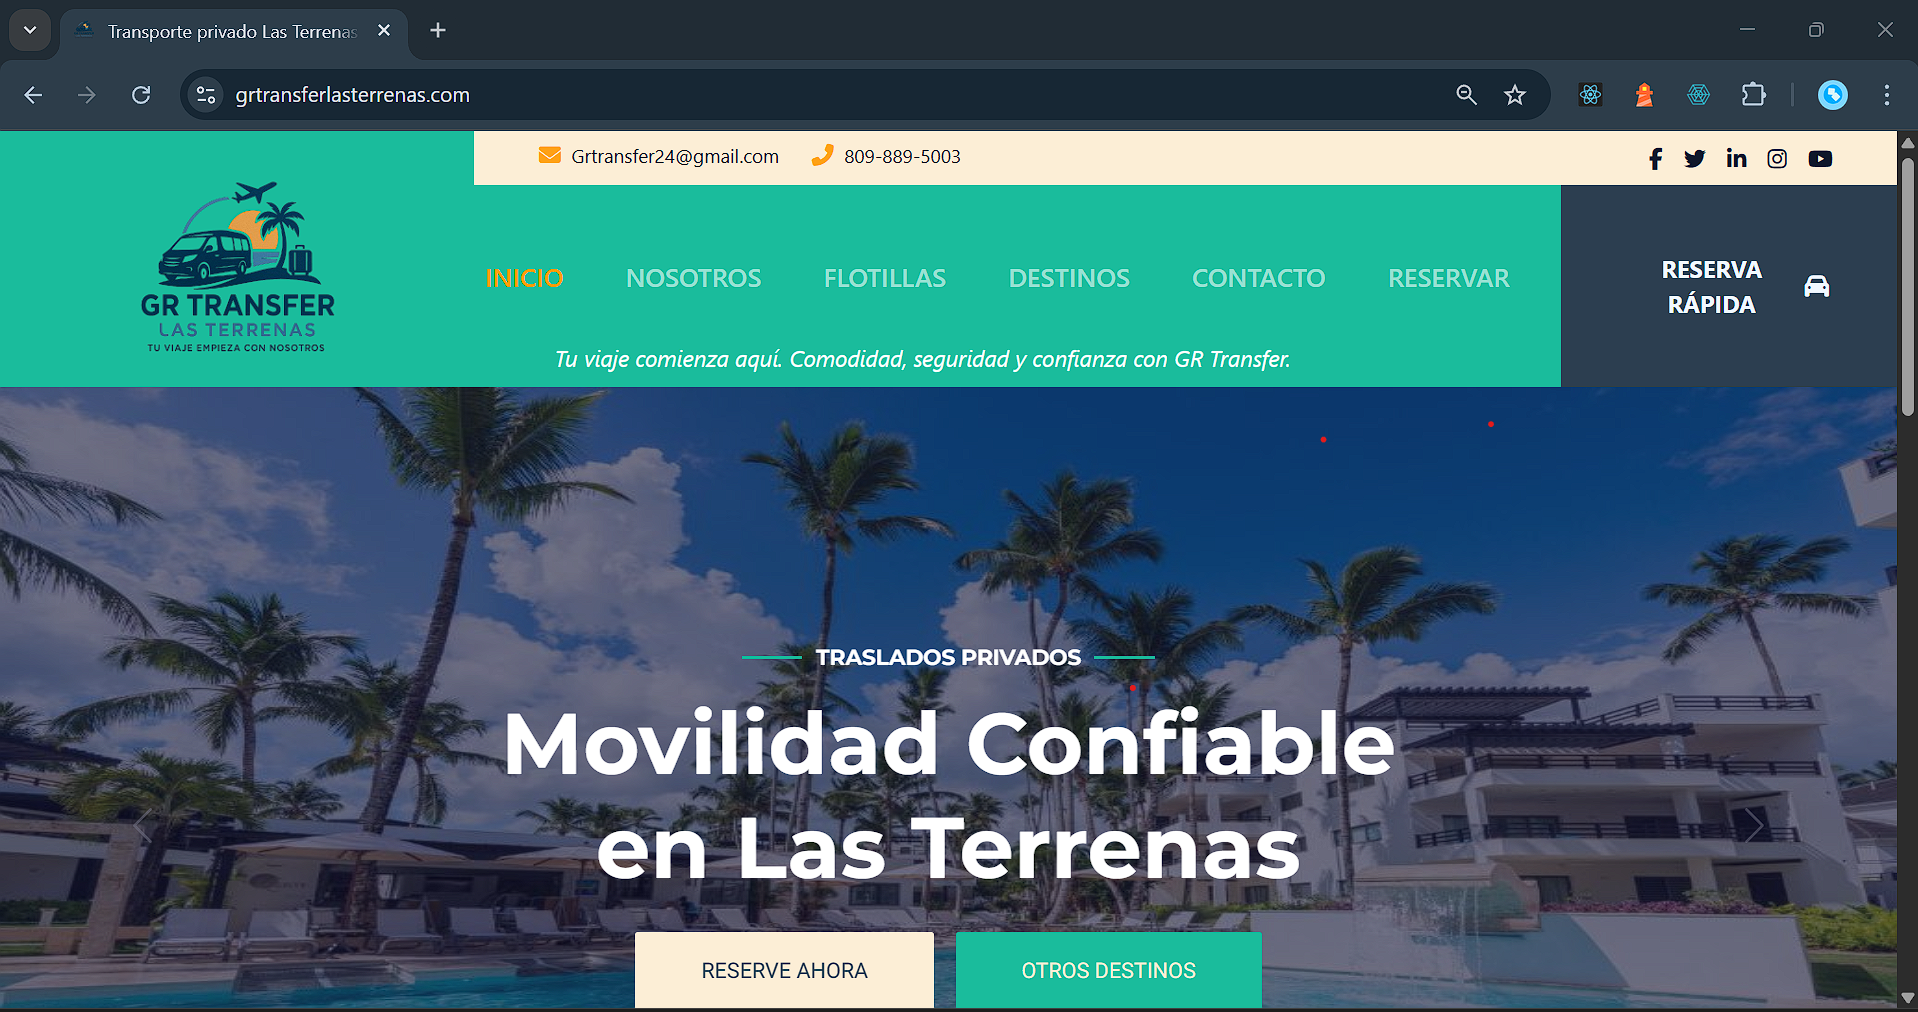 Transporte privado Las Terrenas
grtransferlasterrenas.com
Grtransfer24@gmail.com 809-889-5003
GR TRANSFER
LAS TERRENAS
TU VIAJE EMPIEZA CON NOSOTROS
INICIO NOSOTROS FLOTILLAS DESTINOS CONTACTO RESERVAR
RESERVA
RÁPIDA
Tu viaje comienza aquí. Comodidad, seguridad y confianza con GR Transfer.
TRASLADOS PRIVADOS
Movilidad Confiable
en Las Terrenas
RESERVE AHORA OTROS DESTINOS